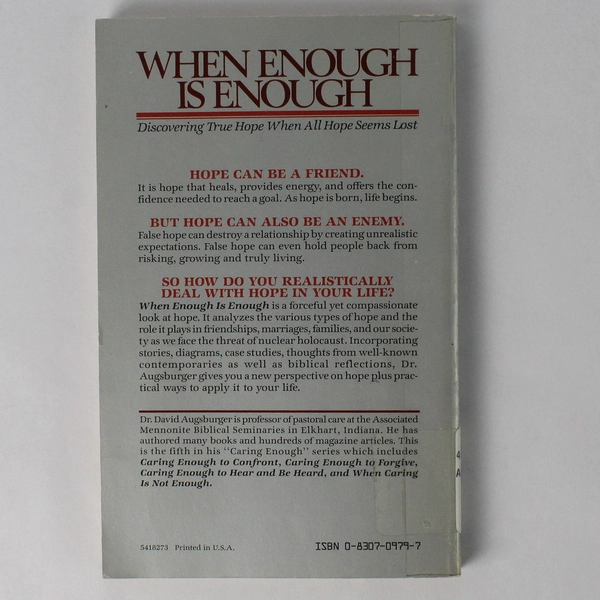 WHEN ENOUGH
IS ENOUGH
Discovering True Hope When All Hope Seems Lost
HOPE CAN BE A FRIEND.
It is hope that heals, provides energy, and offers the con-
fidence needed to reach a goal. As hope is born, life begins.
BUT HOPE CAN ALSO BE AN ENEMY.
False hope can destroy a relationship by creating unrealistic
expectations. False hope can even hold people back from
risking, growing and truly living.
SO HOW DO YOU REALISTICALLY
DEAL WITH HOPE IN YOUR LIFE?
When Enough Is Enough is a forceful yet compassionate
look at hope. It analyzes the various types of hope and the
role it plays in friendships, marriages, families, and our socie-
ty as we face the threat of nuclear holocaust. Incorporating
stories, diagrams, case studies, thoughts from well-known
contemporaries as well as biblical reflections, Dr.
Augsburger gives you a new perspective on hope plus prac-
tical ways to apply it to your life.
Dr. David Augsburger is professor of pastoral care at the Associated
Mennonite Biblical Seminaries in Elkhart, Indiana. He has
authored many books and hundreds of magazine articles. This
is the fifth in his "Caring Enough" series which includes
Caring Enough to Confront, Caring Enough to Forgive,
Caring Enough to Hear and Be Heard, and When Caring
Is Not Enough.
4
A
5418273 Printed in U.S.A.
ISBN 0-8307-0979-7